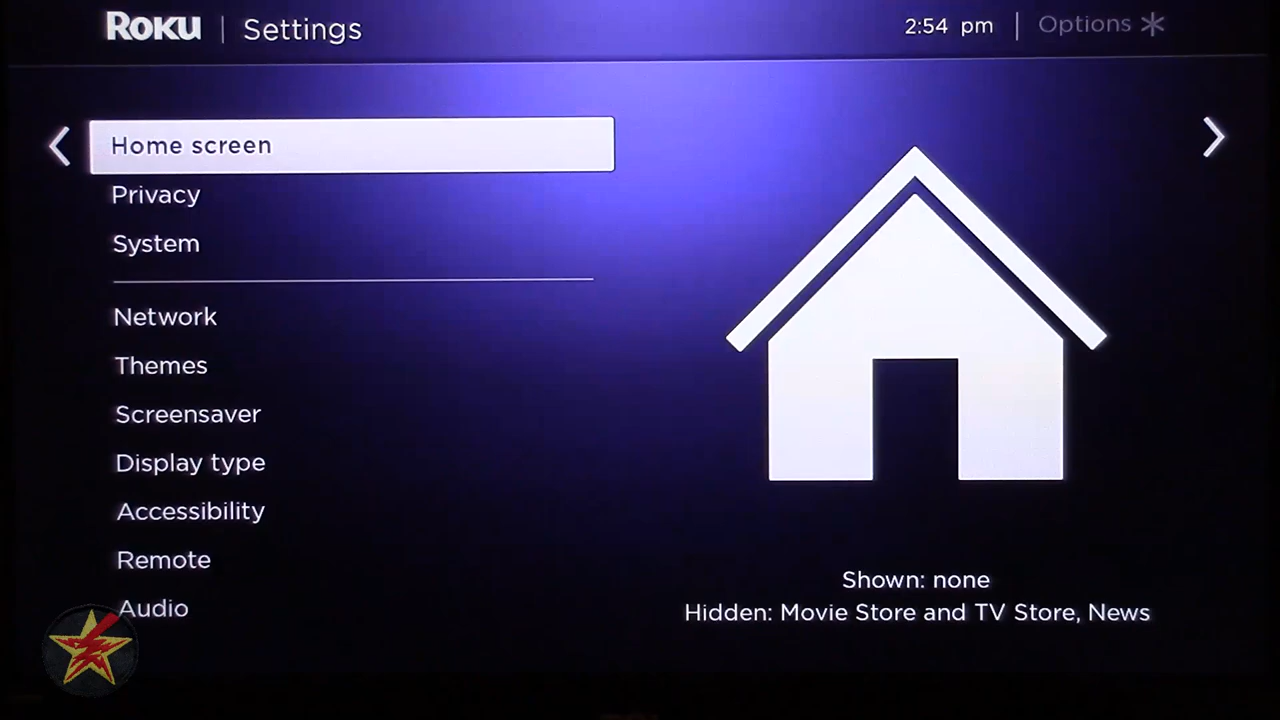 Roku | Settings
2:54 pm | Options *
Home screen
Privacy
System
Network
Themes
Screensaver
Display type
Accessibility
Remote
Audio
Shown: none
Hidden: Movie Store and TV Store, News